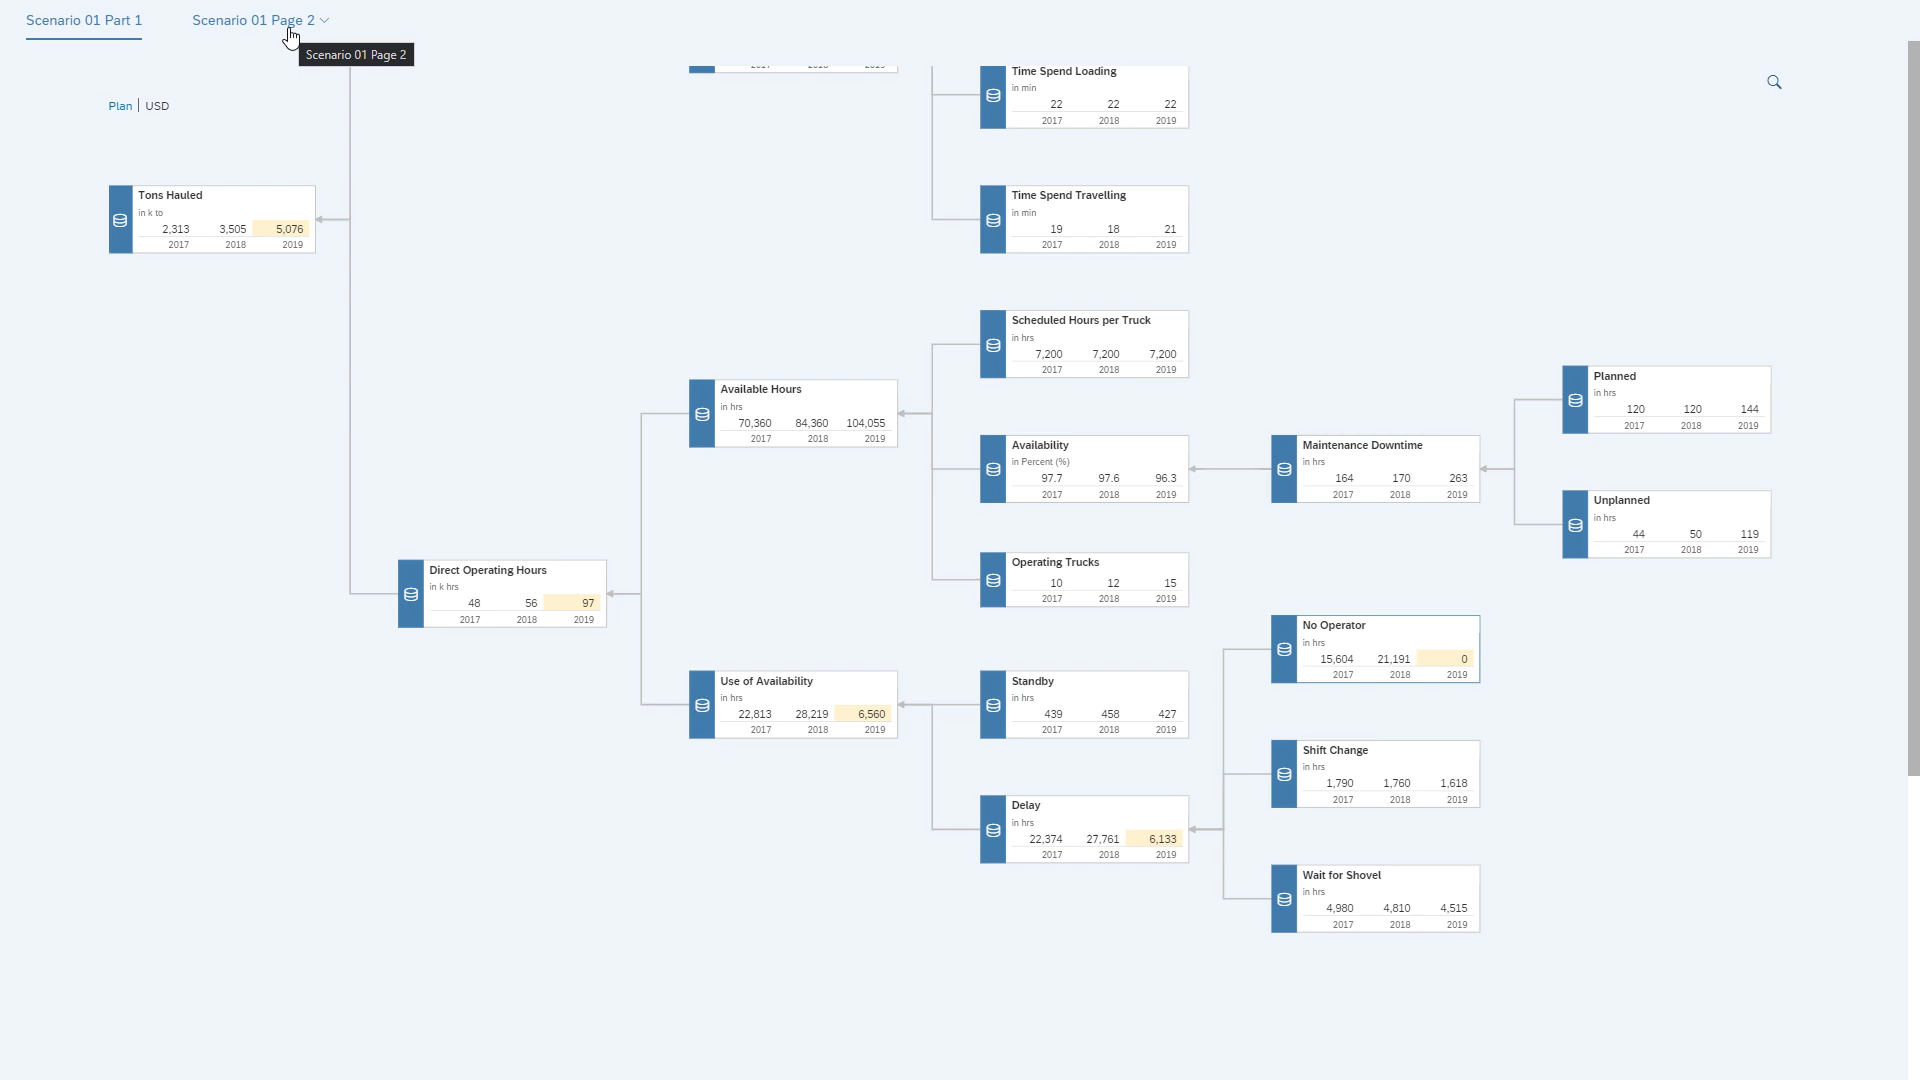 Scenario 01 Part 1
Scenario 01 Page 2
Scenario 01 Page 2
Plan | USD
2017 2018 2019
Time Spend Loading
in min
22 22 22
2017 2018 2019
Tons Hauled
in k to
2,313 3,505 5,076
2017 2018 2019
Time Spend Travelling
in min
19 18 21
2017 2018 2019
Scheduled Hours per Truck
in hrs
7,200 7,200 7,200
2017 2018 2019
Available Hours
in hrs
70,360 84,360 104,055
2017 2018 2019
Availability
in Percent (%)
97.7 97.6 96.3
2017 2018 2019
Maintenance Downtime
in hrs
164 170 263
2017 2018 2019
Planned
in hrs
120 120 144
2017 2018 2019
Unplanned
in hrs
44 50 119
2017 2018 2019
Operating Trucks
10 12 15
2017 2018 2019
Direct Operating Hours
in k hrs
48 56 97
2017 2018 2019
No Operator
in hrs
15,604 21,191 0
2017 2018 2019
Use of Availability
in hrs
22,813 28,219 6,560
2017 2018 2019
Standby
in hrs
439 458 427
2017 2018 2019
Shift Change
in hrs
1,790 1,760 1,618
2017 2018 2019
Delay
in hrs
22,374 27,761 6,133
2017 2018 2019
Wait for Shovel
in hrs
4,980 4,810 4,515
2017 2018 2019